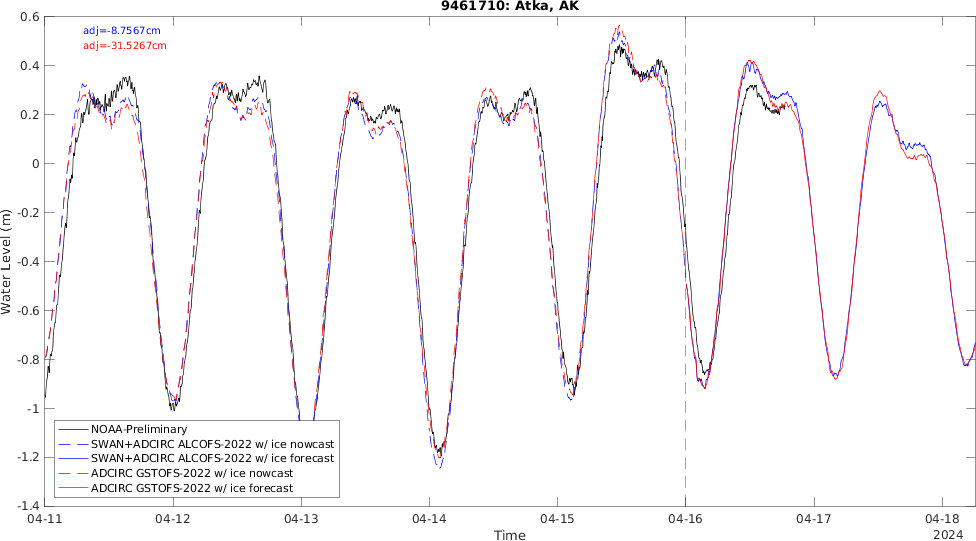 9461710: Atka, AK
adj=-8.7567cm
adj=-31.5267cm
0.6
0.4
0.2
0
-0.2
-0.4
-0.6
-0.8
-1
-1.2
-1.4
Water Level (m)
NOAA-Preliminary
SWAN+ADCIRC ALCOFS-2022 w/ ice nowcast
SWAN+ADCIRC ALCOFS-2022 w/ ice forecast
ADCIRC GSTOFS-2022 w/ ice nowcast
ADCIRC GSTOFS-2022 w/ ice forecast
04-11 04-12 04-13 04-14 04-15 04-16 04-17 04-18
Time
2024